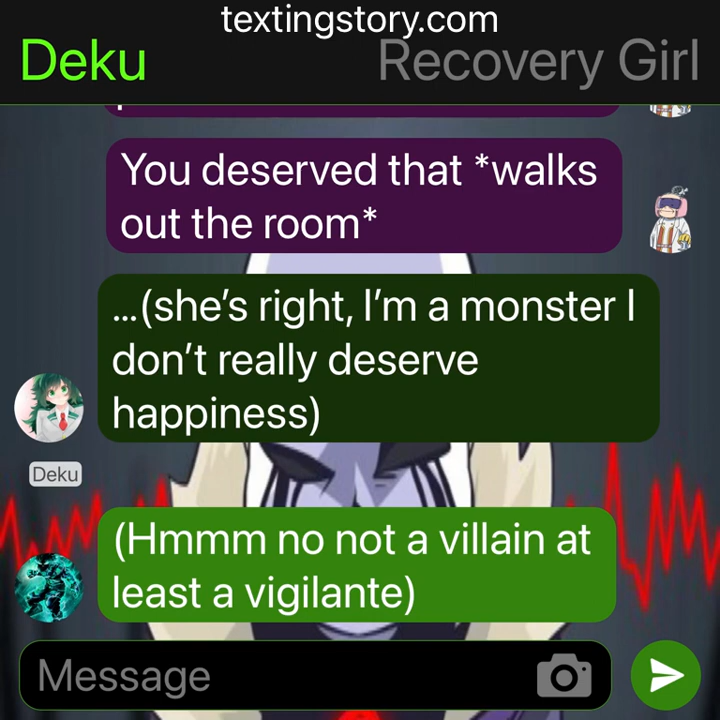 textingstory.com
Deku
Recovery Girl
You deserved that *walks
out the room*
...(she's right, I'm a monster I
don't really deserve
happiness)
Deku
(Hmmm no not a villain at
least a vigilante)
Message